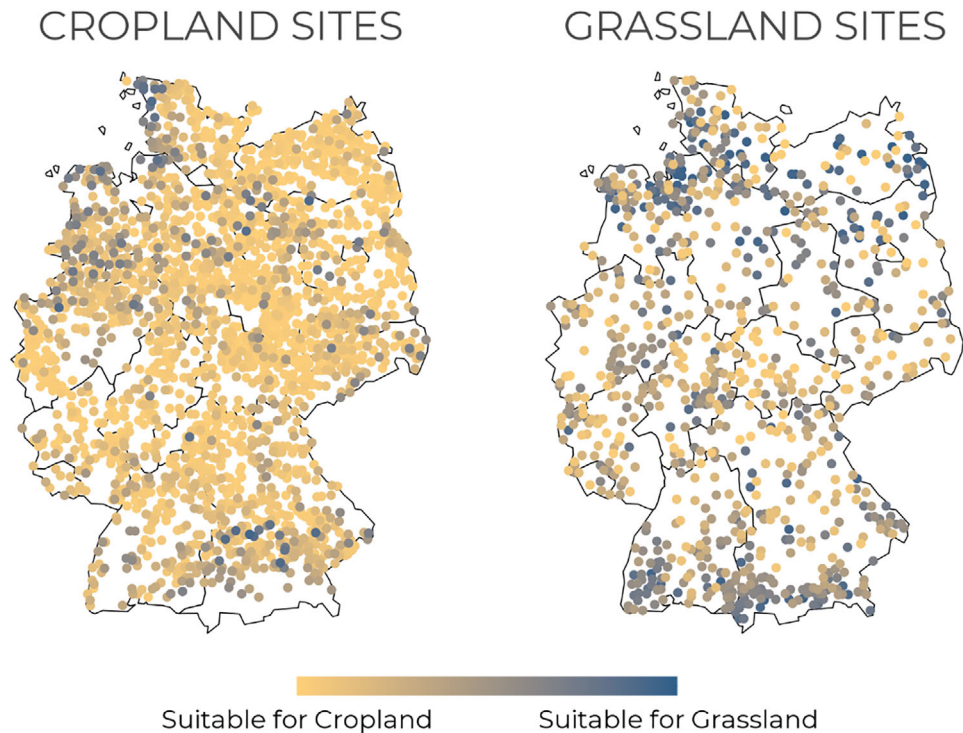 CROPLAND SITES
GRASSLAND SITES
Suitable for Cropland
Suitable for Grassland